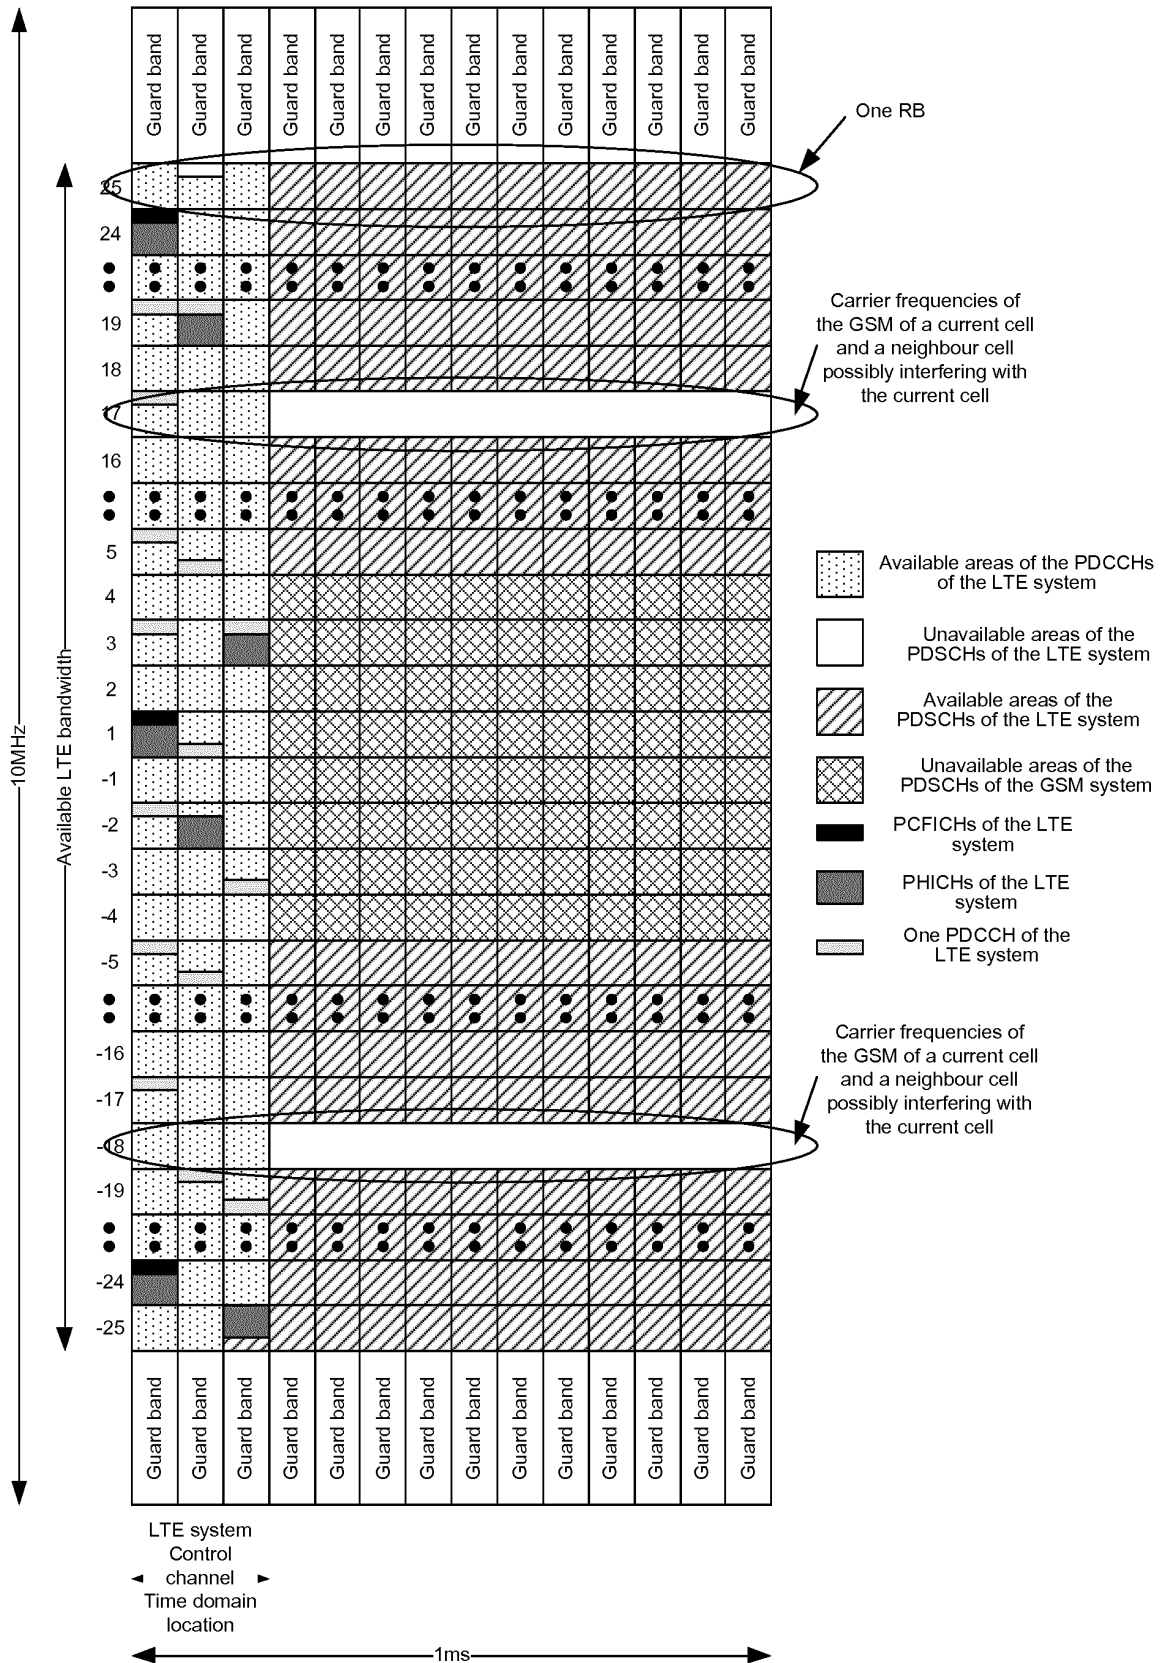 Guard band Guard band Guard band Guard band Guard band Guard band Guard band Guard band Guard band Guard band Guard band Guard band Guard band Guard band
One RB
25
24
19
18
17
16
5
4
3
2
1
-1
-2
-3
-4
-5
-16
-17
-18
-19
-24
-25
10MHz
Available LTE bandwidth
Carrier frequencies of
the GSM of a current cell
and a neighbour cell
possibly interfering with
the current cell
Available areas of the PDCCHs
of the LTE system
Unavailable areas of the
PDSCHs of the LTE system
Available areas of the
PDSCHs of the LTE system
Unavailable areas of the
PDSCHs of the GSM system
PCFICHs of the LTE
system
PHICHs of the LTE
system
One PDCCH of the
LTE system
Carrier frequencies of
the GSM of a current cell
and a neighbour cell
possibly interfering with
the current cell
Guard band Guard band Guard band Guard band Guard band Guard band Guard band Guard band Guard band Guard band Guard band Guard band Guard band Guard band
LTE system
Control
channel
Time domain
location
1ms